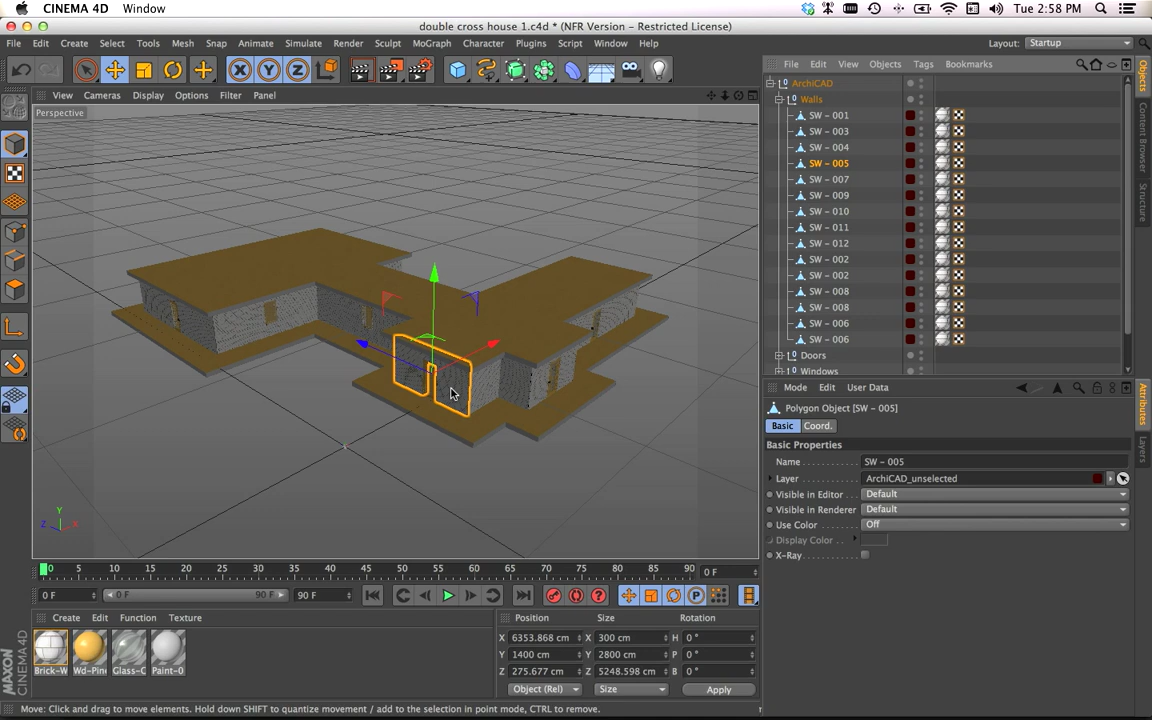 CINEMA 4D Window Tue 2:58 PM
double cross house 1.c4d * (NFR Version - Restricted License)
File Edit Create Select Tools Mesh Snap Animate Simulate Render Sculpt MoGraph Character Plugins Script Window Help Layout: Startup
File Edit View Objects Tags Bookmarks
View Cameras Display Options Filter Panel
Perspective
ArchiCAD
Walls
SW - 001
SW - 003
SW - 004
SW - 005
SW - 007
SW - 009
SW - 010
SW - 011
SW - 012
SW - 002
SW - 002
SW - 008
SW - 008
SW - 006
SW - 006
Doors
Windows
Objects
Content Browser
Structure
Mode Edit User Data
Polygon Object [SW - 005]
Basic Coord.
Basic Properties
Name SW - 005
Layer ArchiCAD_unselected
Visible in Editor Default
Visible in Renderer Default
Use Color Off
Display Color
X-Ray
Attributes
Layers
Y
Z X
0 5 10 15 20 25 30 35 40 45 50 55 60 65 70 75 80 85 90 0 F
0 F 0 F 90 F 90 F
Create Edit Function Texture
Brick-W Wd-Pine Glass-C Paint-0
Position Size Rotation
X 6353.868 cm X 300 cm H 0 °
Y 1400 cm Y 2800 cm P 0 °
Z 275.677 cm Z 5248.598 cm B 0 °
Object (Rel) Size Apply
MAXON CINEMA 4D
Move: Click and drag to move elements. Hold down SHIFT to quantize movement / add to the selection in point mode, CTRL to remove.